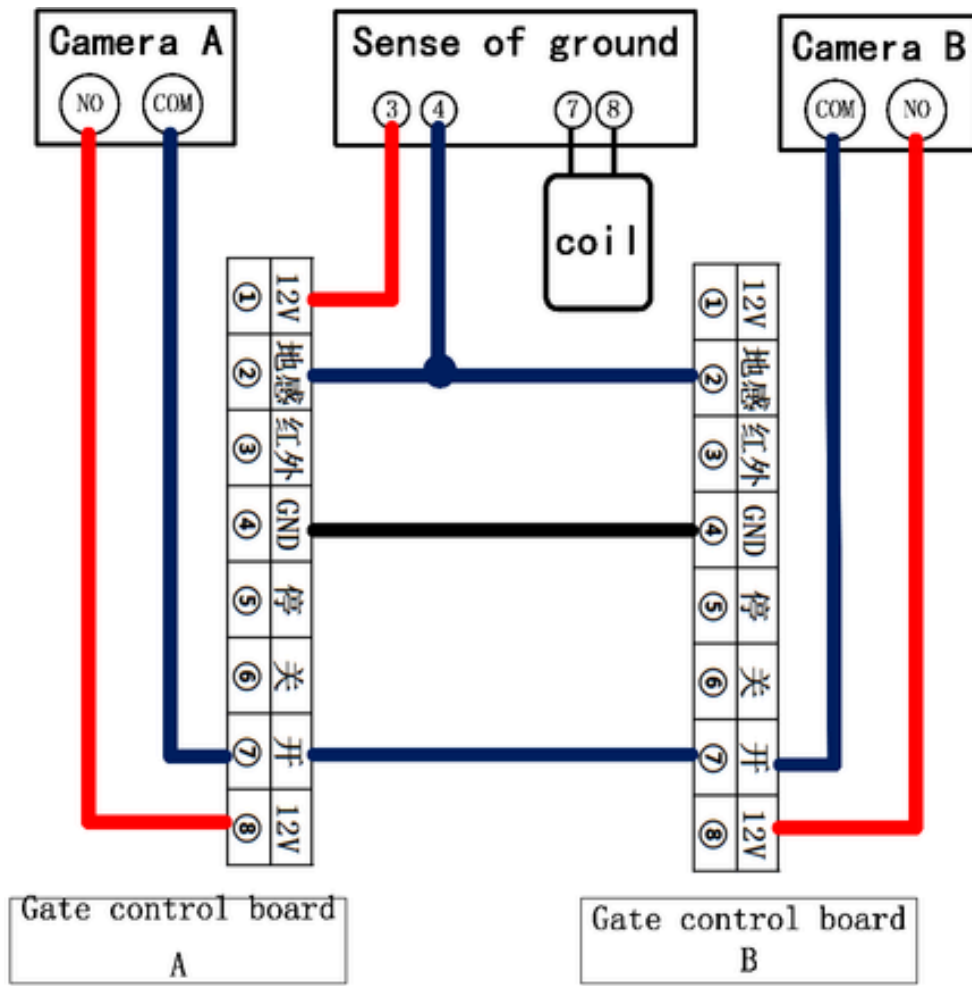 Camera A
NO COM
Sense of ground
3 4 7 8
coil
Camera B
COM NO
① 12V
② 地感
③ 红外
④ GND
⑤ 停
⑥ 关
⑦ 开
⑧ 12V
① 12V
② 地感
③ 红外
④ GND
⑤ 停
⑥ 关
⑦ 开
⑧ 12V
Gate control board
A
Gate control board
B